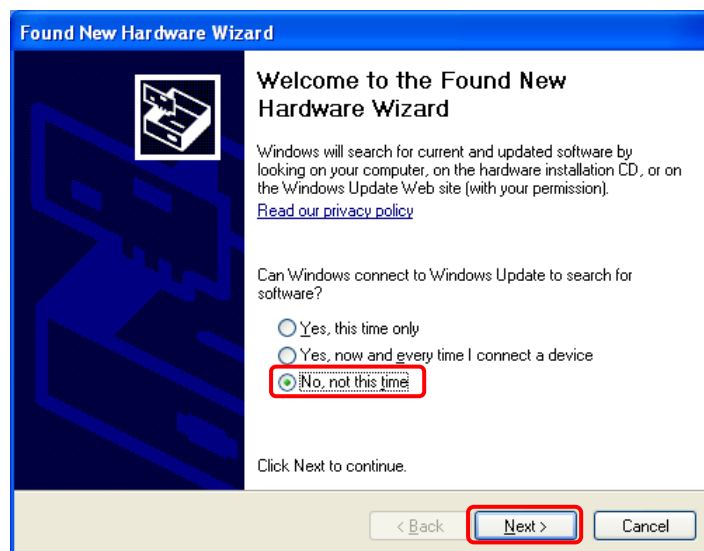 Found New Hardware Wizard
Welcome to the Found New
Hardware Wizard
Windows will search for current and updated software by
looking on your computer, on the hardware installation CD, or on
the Windows Update Web site (with your permission).
Read our privacy policy
Can Windows connect to Windows Update to search for
software?
Yes, this time only
Yes, now and every time I connect a device
No, not this time
Click Next to continue.
< Back
Next >
Cancel